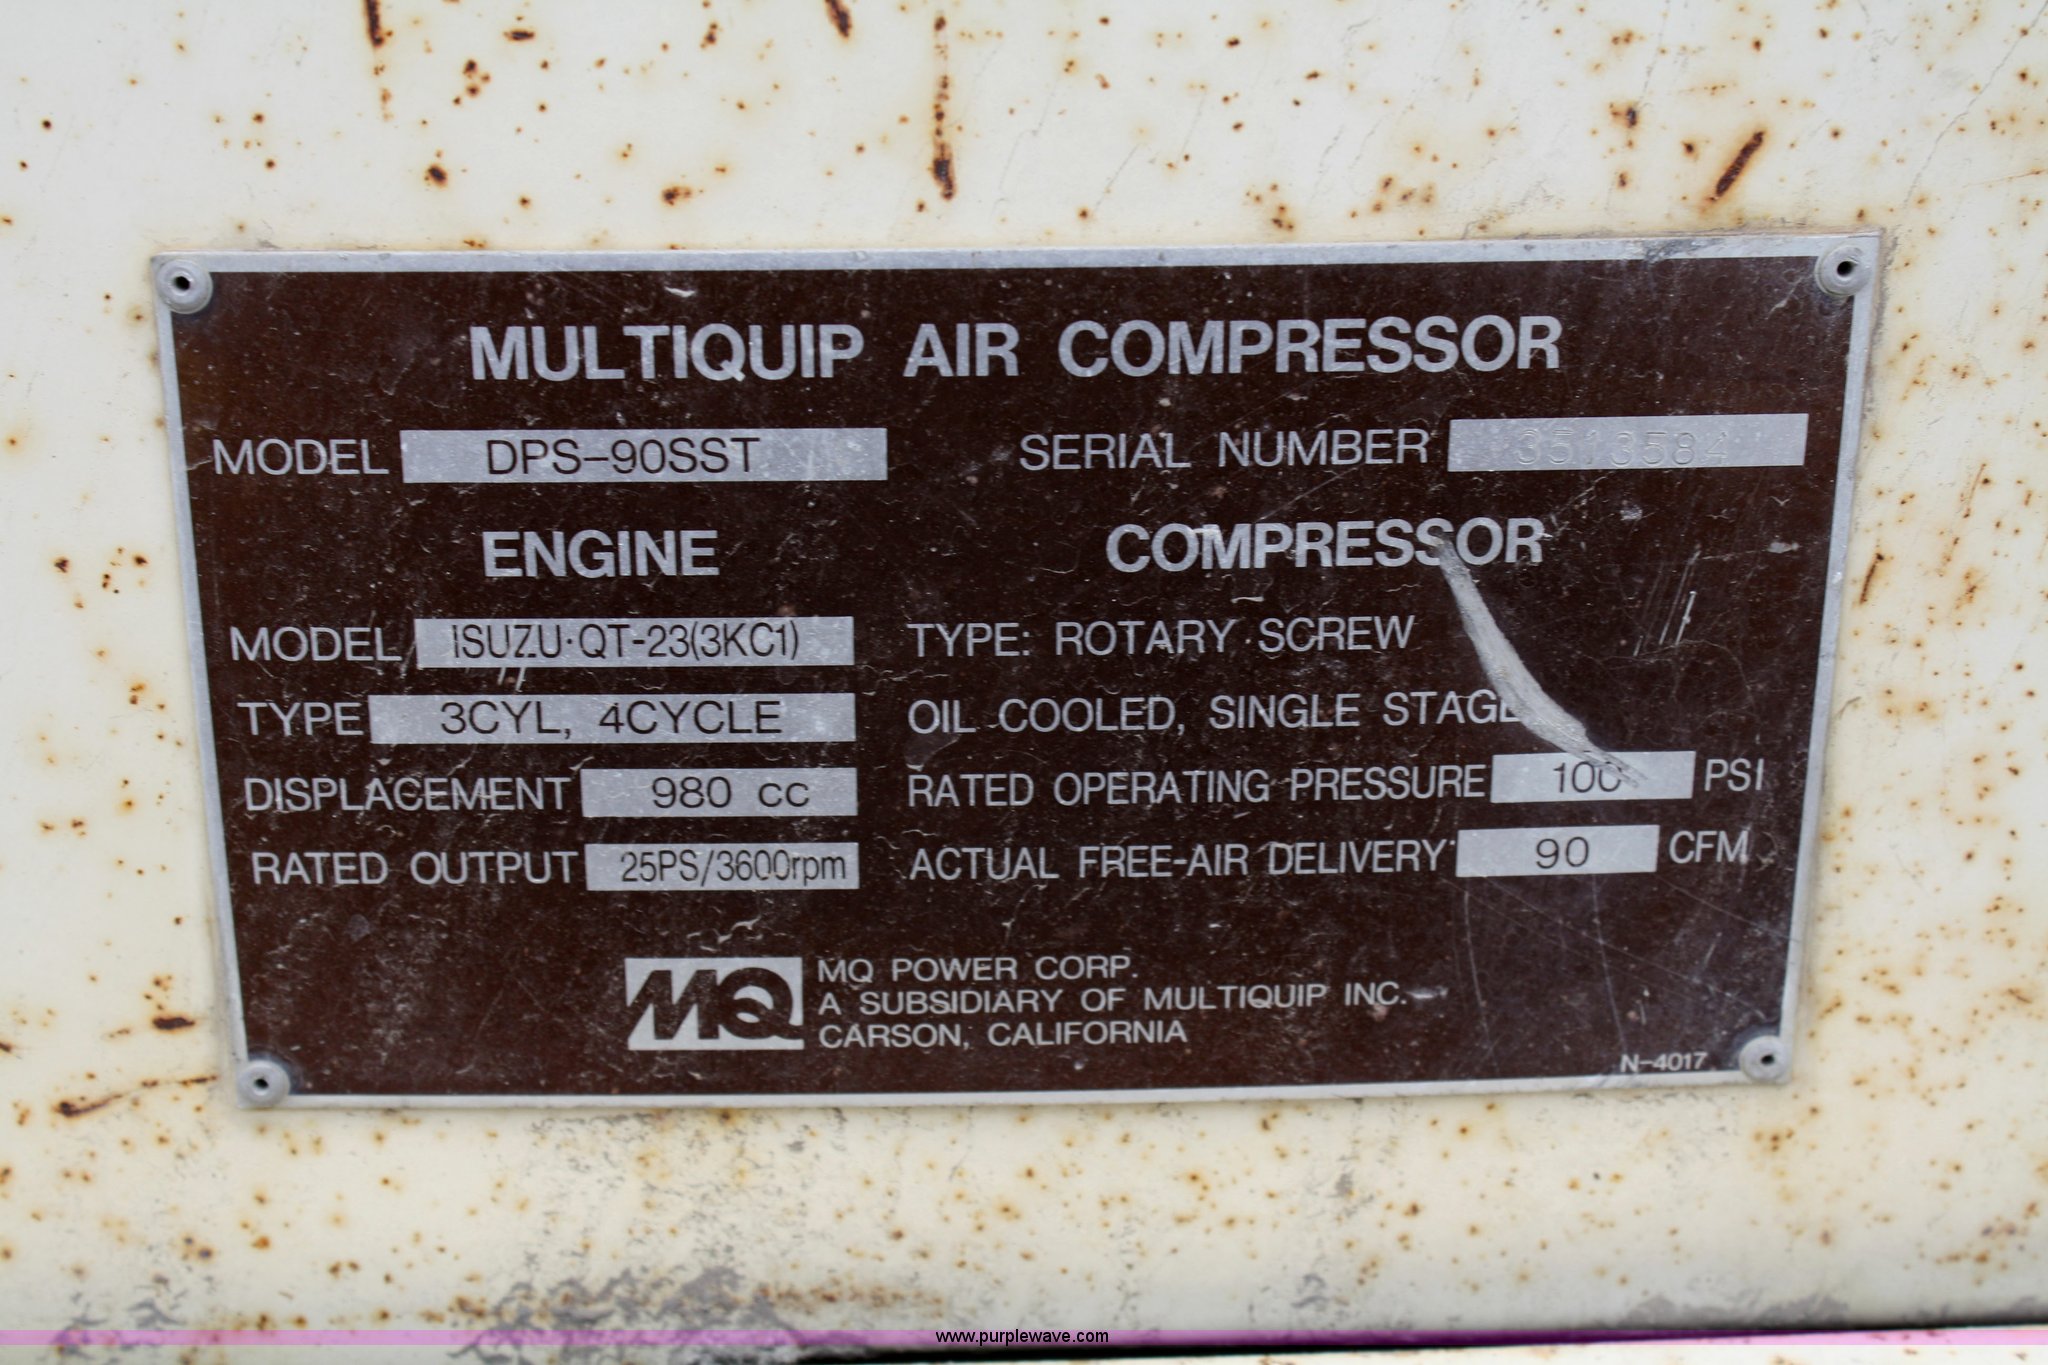 MULTIQUIP AIR COMPRESSOR
MODEL DPS-90SST SERIAL NUMBER 3513584
ENGINE
MODEL ISUZU·QT-23(3KC1)
TYPE 3CYL, 4CYCLE
DISPLACEMENT 980 cc
RATED OUTPUT 25PS/3600rpm
COMPRESSOR
TYPE: ROTARY SCREW
OIL COOLED, SINGLE STAGE
RATED OPERATING PRESSURE 100 PSI
ACTUAL FREE-AIR DELIVERY 90 CFM
MQ
MQ POWER CORP.
A SUBSIDIARY OF MULTIQUIP INC.
CARSON, CALIFORNIA
N-4017
www.purplewave.com